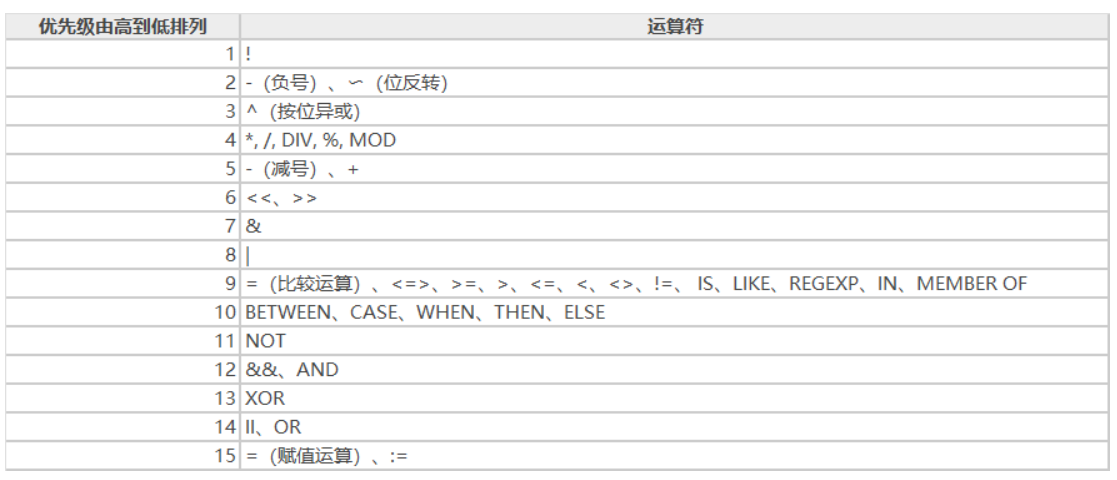 优先级由高到低排列 运算符
1 !
2 - (负号) 、 ∽ (位反转)
3 ^ (按位异或)
4 *, /, DIV, %, MOD
5 - (减号) 、+
6 <<、>>
7 &
8 |
9 = (比较运算) 、<=>、>=、>、<=、<、<>、!=、 IS、LIKE、REGEXP、IN、MEMBER OF
10 BETWEEN、CASE、WHEN、THEN、ELSE
11 NOT
12 &&、AND
13 XOR
14 II、OR
15 = (赋值运算) 、:=